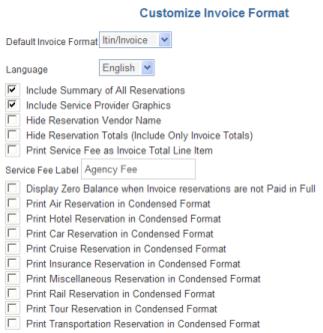 Customize Invoice Format
Default Invoice Format Itin/Invoice
Language English
Include Summary of All Reservations
Include Service Provider Graphics
Hide Reservation Vendor Name
Hide Reservation Totals (Include Only Invoice Totals)
Print Service Fee as Invoice Total Line Item
Service Fee Label Agency Fee
Display Zero Balance when Invoice reservations are not Paid in Full
Print Air Reservation in Condensed Format
Print Hotel Reservation in Condensed Format
Print Car Reservation in Condensed Format
Print Cruise Reservation in Condensed Format
Print Insurance Reservation in Condensed Format
Print Miscellaneous Reservation in Condensed Format
Print Rail Reservation in Condensed Format
Print Tour Reservation in Condensed Format
Print Transportation Reservation in Condensed Format